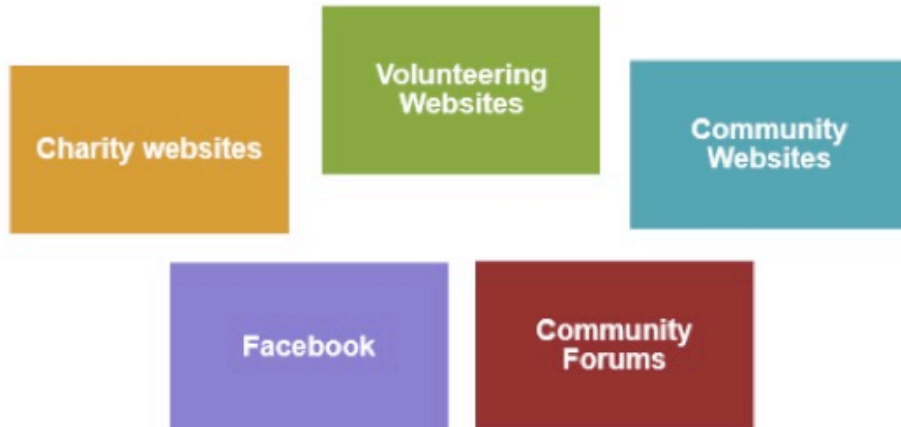 Charity websites
Volunteering
Websites
Community
Websites
Facebook
Community
Forums